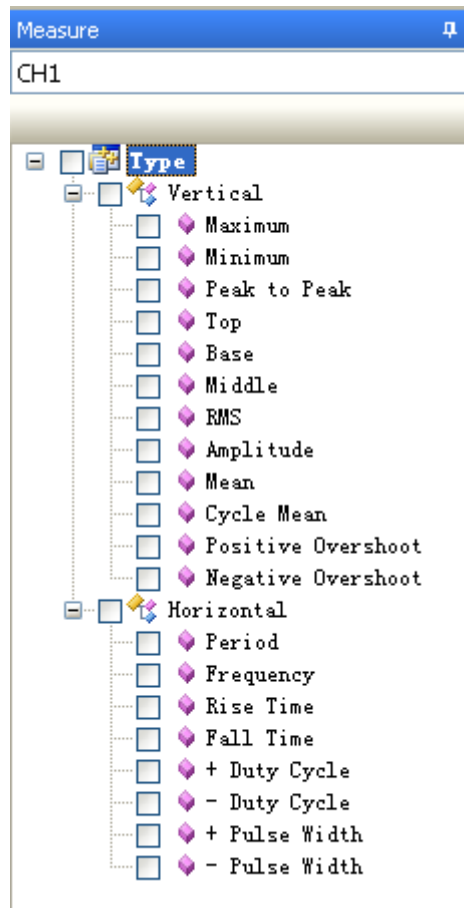 Measure
CH1
Type
Vertical
Maximum
Minimum
Peak to Peak
Top
Base
Middle
RMS
Amplitude
Mean
Cycle Mean
Positive Overshoot
Negative Overshoot
Horizontal
Period
Frequency
Rise Time
Fall Time
+ Duty Cycle
- Duty Cycle
+ Pulse Width
- Pulse Width